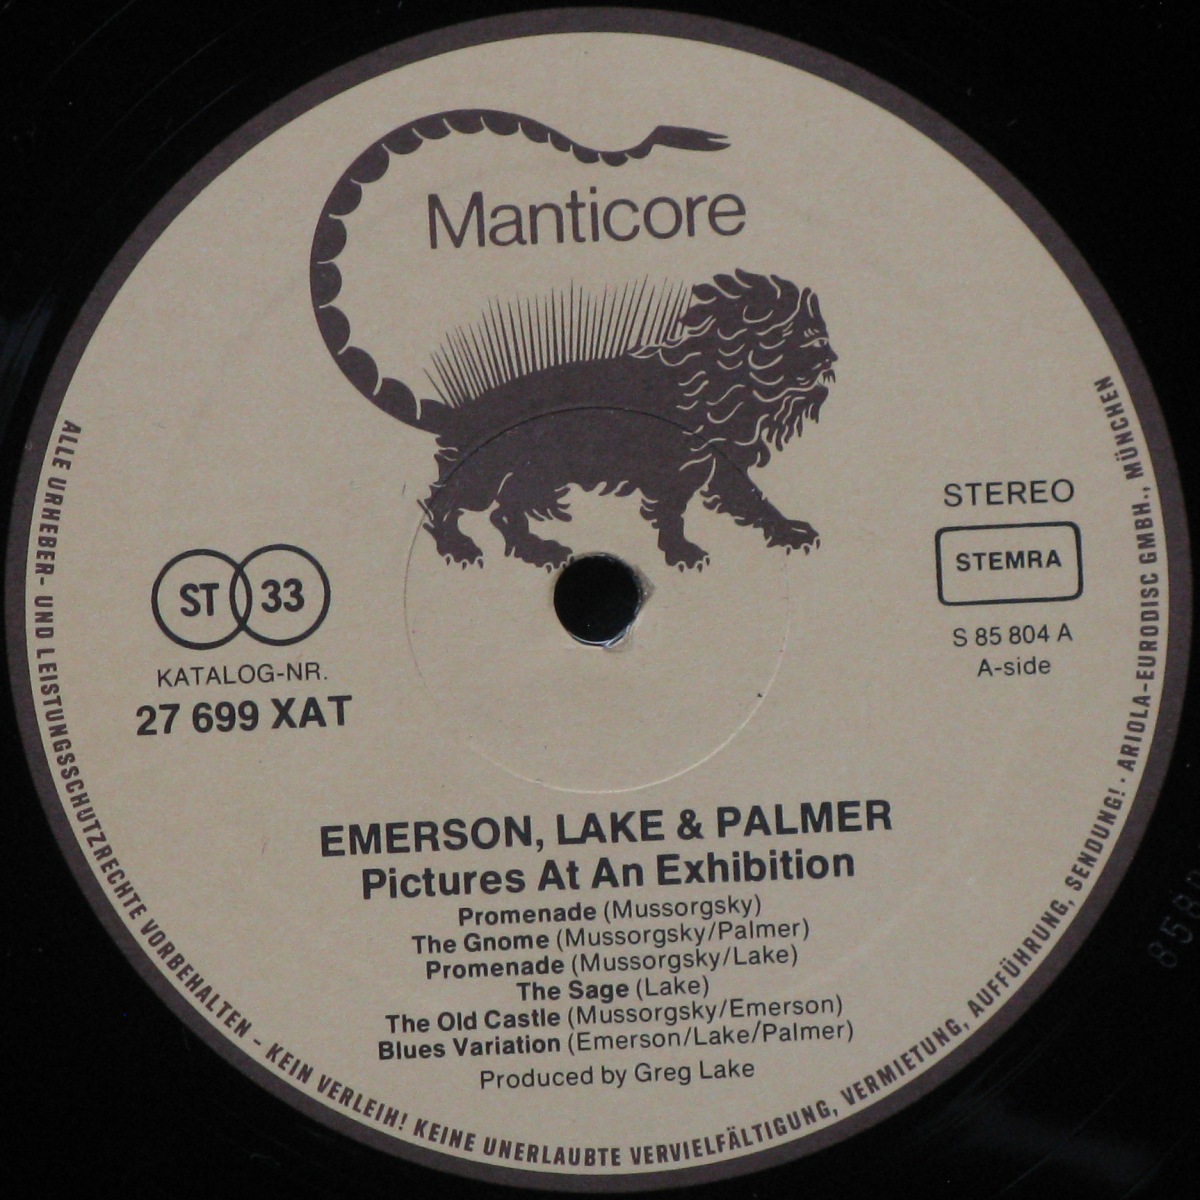 Manticore
STEREO
STEMRA
S 85 804 A
A-side
ST 33
KATALOG-NR.
27 699 XAT
EMERSON, LAKE & PALMER
Pictures At An Exhibition
Promenade (Mussorgsky)
The Gnome (Mussorgsky/Palmer)
Promenade (Mussorgsky/Lake)
The Sage (Lake)
The Old Castle (Mussorgsky/Emerson)
Blues Variation (Emerson/Lake/Palmer)
Produced by Greg Lake
ALLE URHEBER- UND LEISTUNGSSCHUTZRECHTE VORBEHALTEN - KEIN VERLEIH! KEINE UNERLAUBTE VERVIELFÄLTIGUNG, VERMIETUNG, AUFFÜHRUNG, SENDUNG! · ARIOLA-EURODISC GMBH., MÜNCHEN